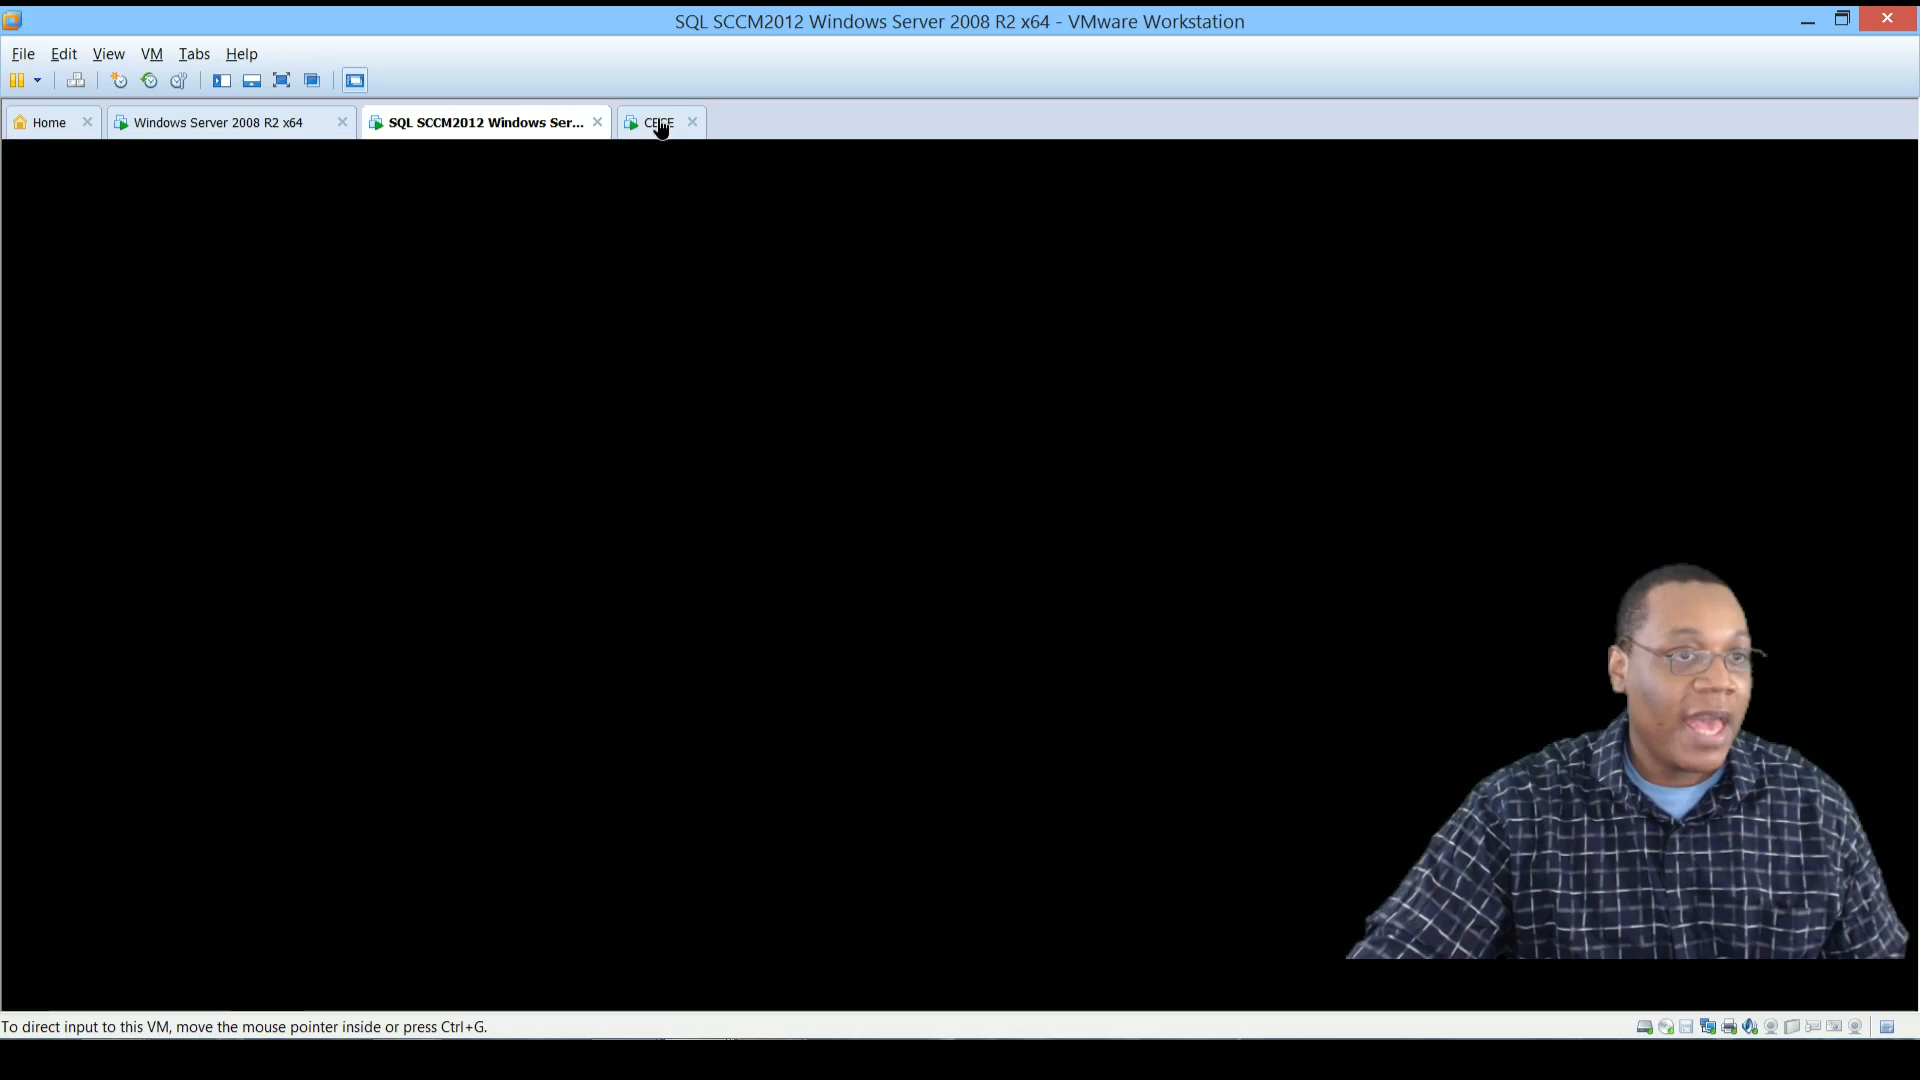 SQL SCCM2012 Windows Server 2008 R2 x64 - VMware Workstation
File Edit View VM Tabs Help
Home Windows Server 2008 R2 x64 SQL SCCM2012 Windows Ser...
To direct input to this VM, move the mouse pointer inside or press Ctrl+G.